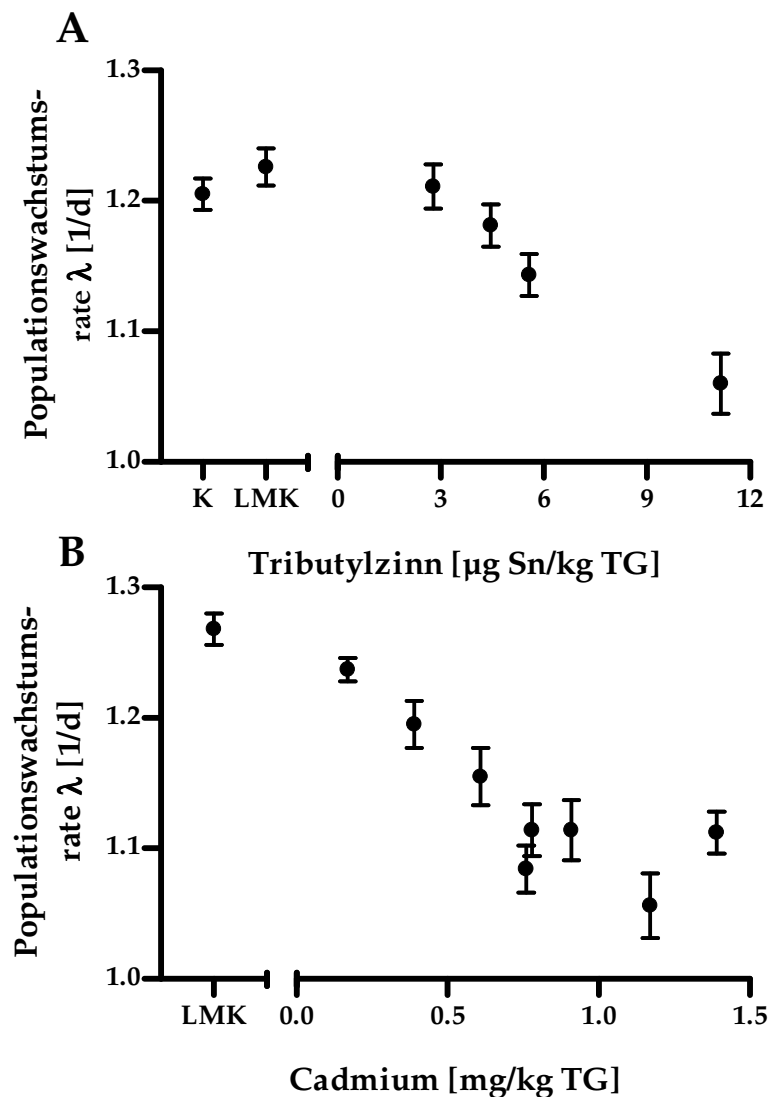 A
Populationswachstums-
rate λ [1/d]
1.3
1.2
1.1
1.0
K LMK 0 3 6 9 12
Tributylzinn [µg Sn/kg TG]
B
Populationswachstums-
rate λ [1/d]
1.3
1.2
1.1
1.0
LMK 0.0 0.5 1.0 1.5
Cadmium [mg/kg TG]